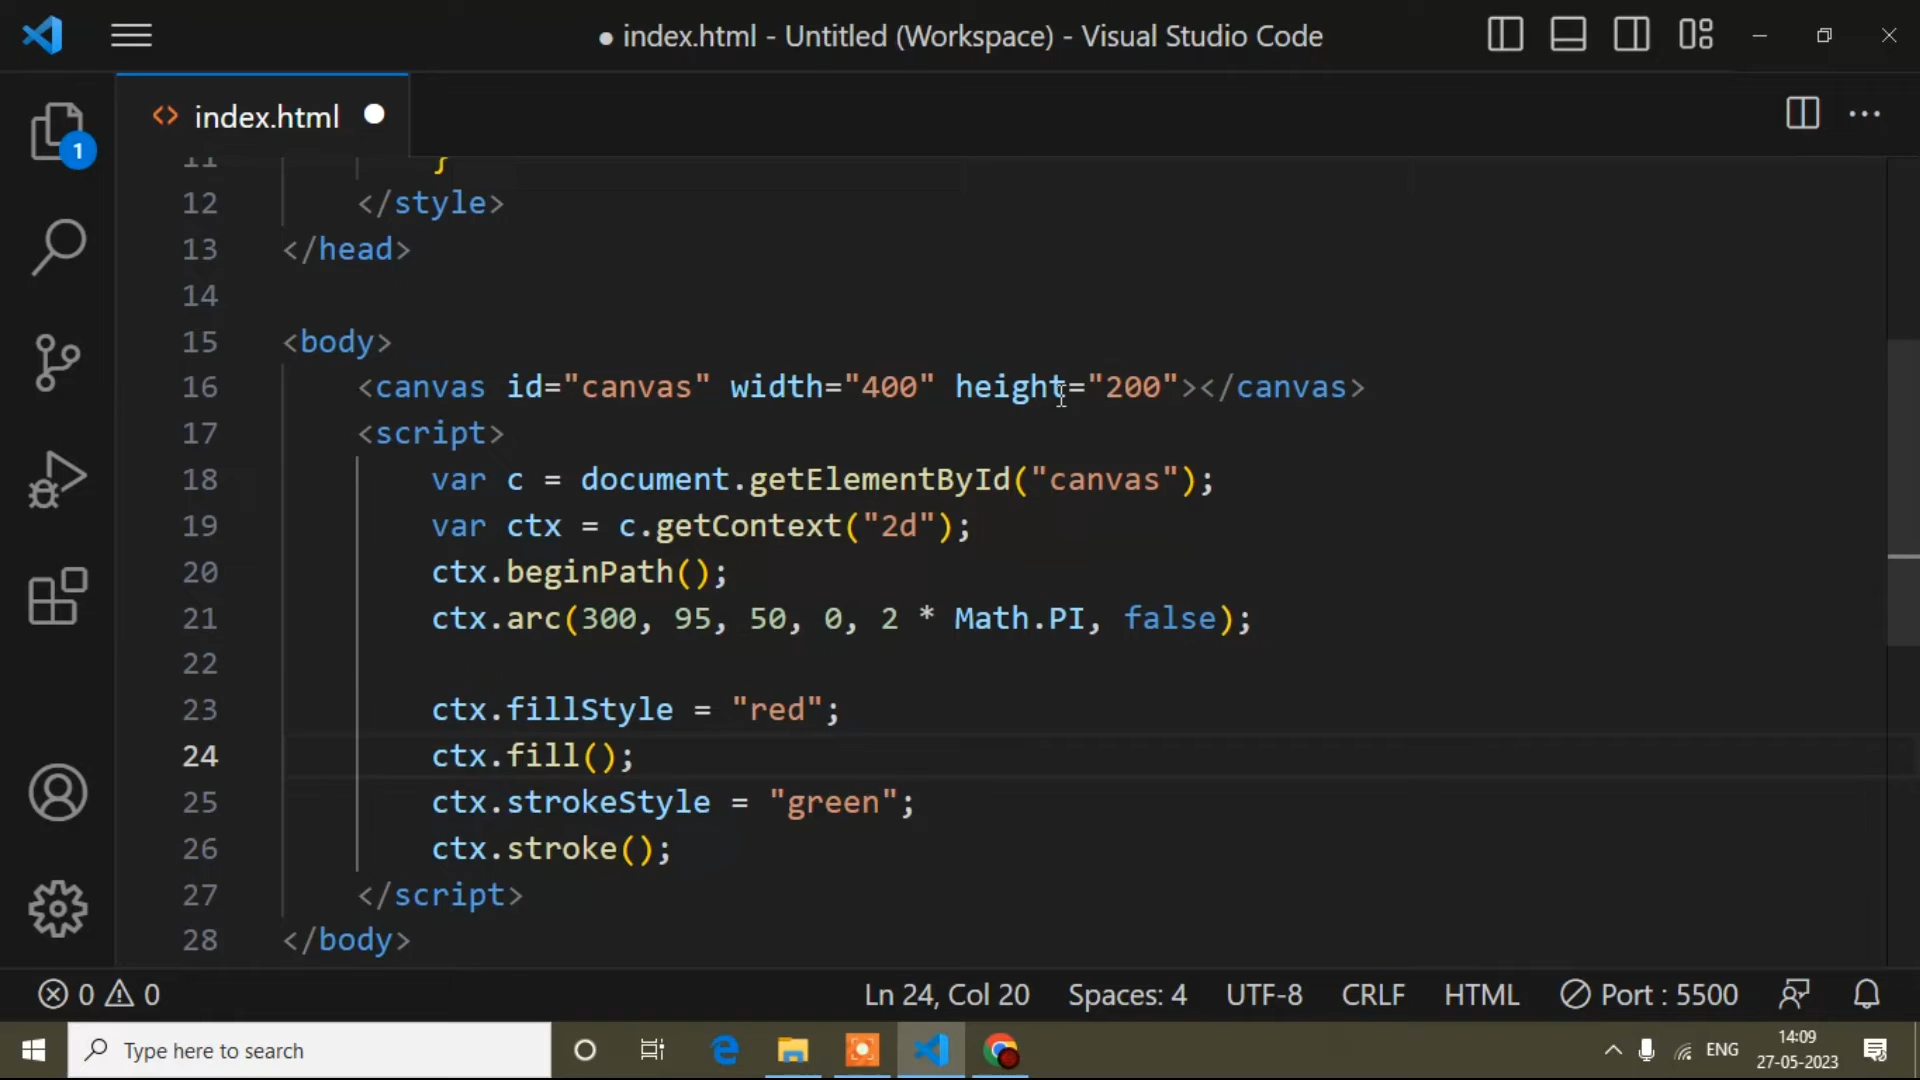 ● index.html - Untitled (Workspace) - Visual Studio Code
<> index.html ●
1
11 }
12 </style>
13 </head>
14
15 <body>
16 <canvas id="canvas" width="400" height="200"></canvas>
17 <script>
18 var c = document.getElementById("canvas");
19 var ctx = c.getContext("2d");
20 ctx.beginPath();
21 ctx.arc(300, 95, 50, 0, 2 * Math.PI, false);
22
23 ctx.fillStyle = "red";
24 ctx.fill();
25 ctx.strokeStyle = "green";
26 ctx.stroke();
27 </script>
28 </body>
0 0 Ln 24, Col 20 Spaces: 4 UTF-8 CRLF HTML Port : 5500
Type here to search ENG 14:09
27-05-2023